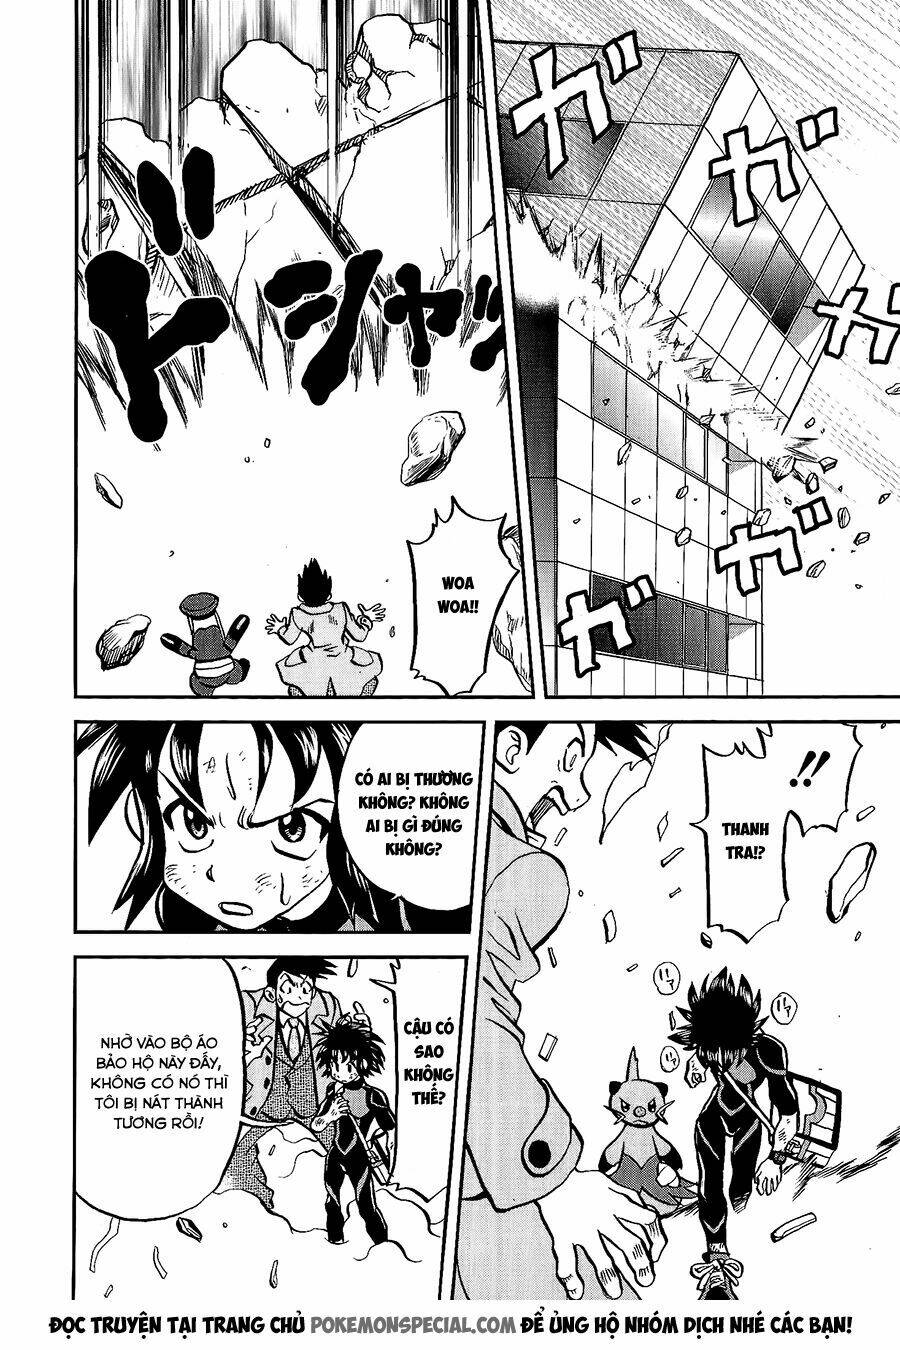 ガ
ガ
ガ
ガ
ガ
ドシャッ
WOA
WOA!!
!!
THANH
TRA!?
CÓ AI BỊ THƯƠNG
KHÔNG? KHÔNG
AI BỊ GÌ ĐÚNG
KHÔNG?
CẬU CÓ
SAO
KHÔNG
THẾ?
NHỜ VÀO BỘ ÁO
BẢO HỘ NÀY ĐẤY,
KHÔNG CÓ NÓ THÌ
TÔI BỊ NÁT THÀNH
TƯƠNG RỒI!
ĐỌC TRUYỆN TẠI TRANG CHỦ POKEMONSPECIAL.COM ĐỂ ỦNG HỘ NHÓM DỊCH NHÉ CÁC BẠN!